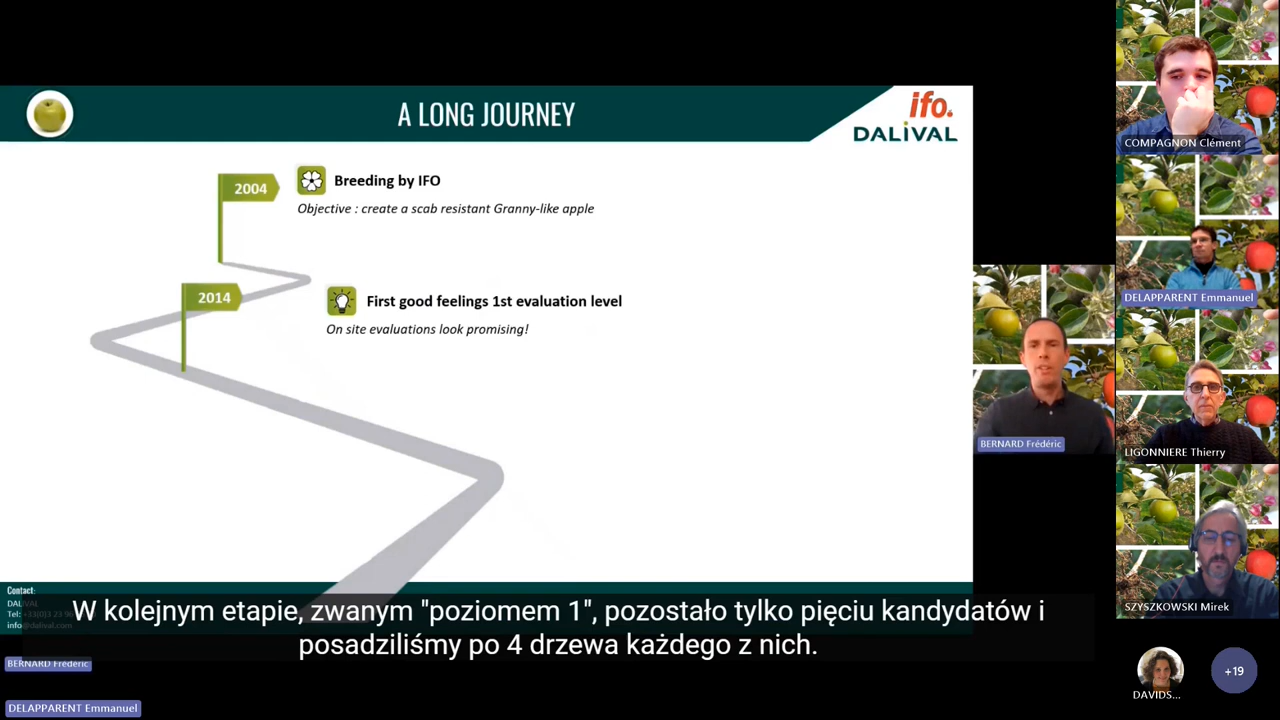 A LONG JOURNEY
ifo.
DALIVAL
2004
Breeding by IFO
Objective : create a scab resistant Granny-like apple
2014
First good feelings 1st evaluation level
On site evaluations look promising!
Contact:
W kolejnym etapie, zwanym "poziomem 1", pozostało tylko pięciu kandydatów i
posadziliśmy po 4 drzewa każdego z nich.
BERNARD Frédéric
DELAPPARENT Emmanuel
BERNARD Frédéric
COMPAGNON Clément
DELAPPARENT Emmanuel
LIGONNIERE Thierry
SZYSZKOWSKI Mirek
DAVIDS...
+19